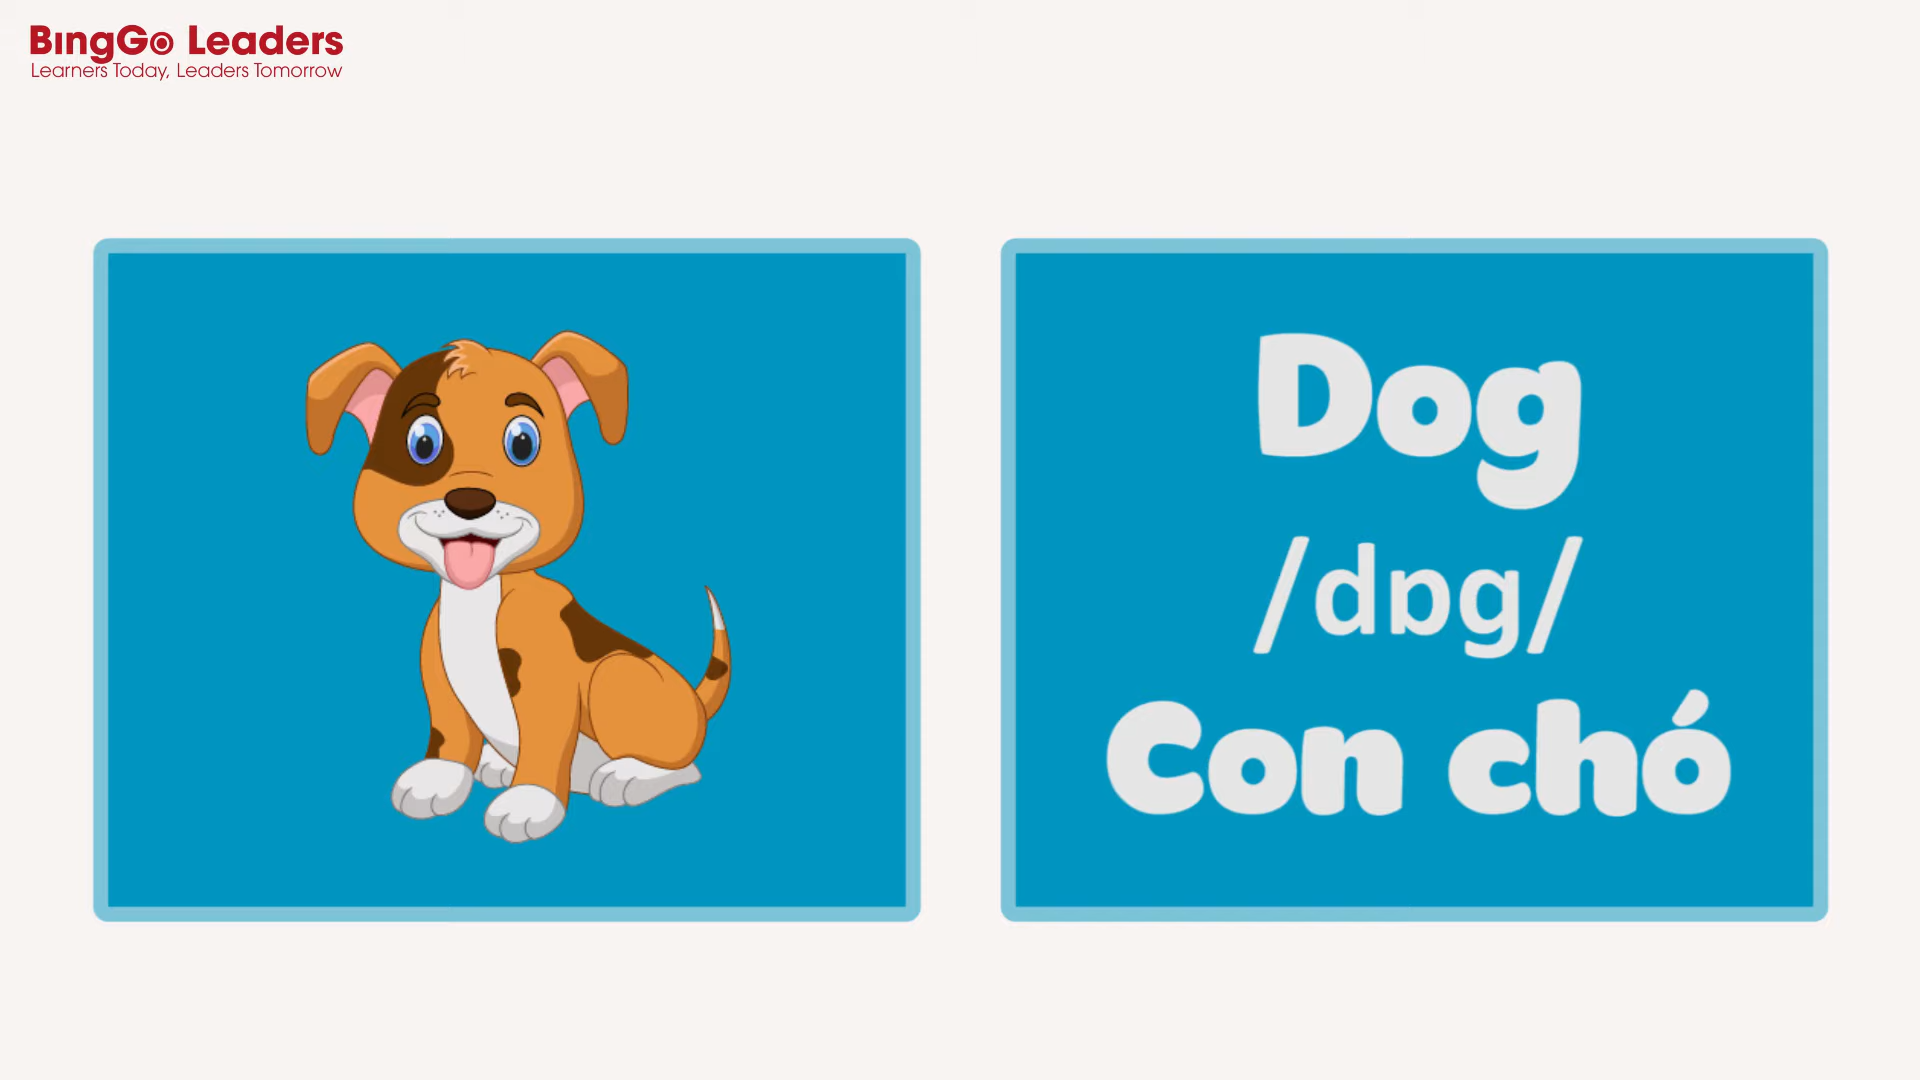 BingGo Leaders
Learners Today, Leaders Tomorrow
Dog
/dɒg/
Con chó